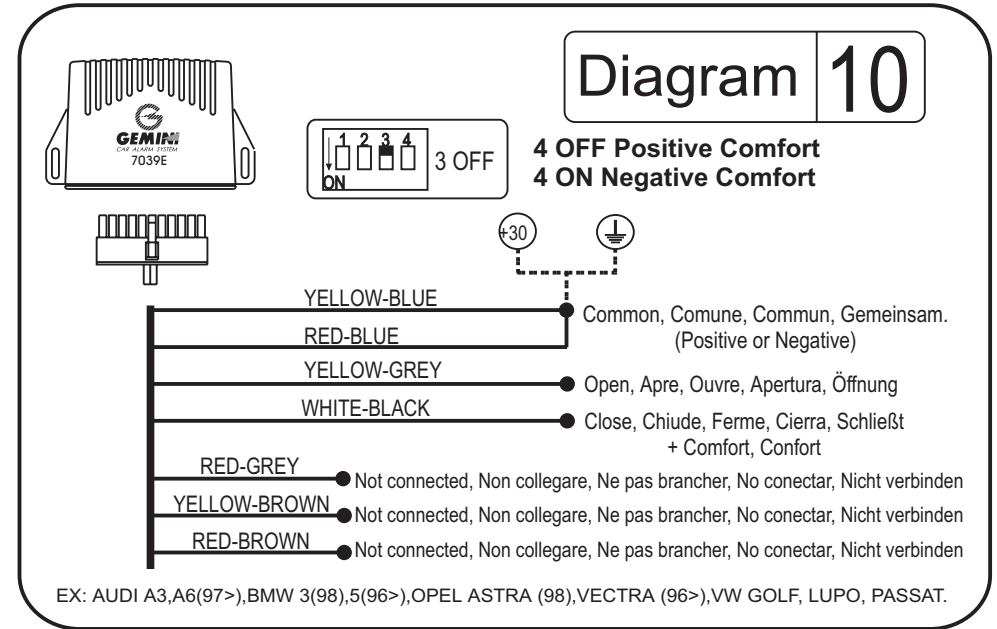 Diagram 10
GEMINI
CAR ALARM SYSTEM
7039E
1 2 3 4
ON
3 OFF
4 OFF Positive Comfort
4 ON Negative Comfort
+30
YELLOW-BLUE
Common, Comune, Commun, Gemeinsam.
(Positive or Negative)
RED-BLUE
YELLOW-GREY
Open, Apre, Ouvre, Apertura, Öffnung
WHITE-BLACK
Close, Chiude, Ferme, Cierra, Schließt
+ Comfort, Confort
RED-GREY
Not connected, Non collegare, Ne pas brancher, No conectar, Nicht verbinden
YELLOW-BROWN
Not connected, Non collegare, Ne pas brancher, No conectar, Nicht verbinden
RED-BROWN
Not connected, Non collegare, Ne pas brancher, No conectar, Nicht verbinden
EX: AUDI A3,A6(97>),BMW 3(98),5(96>),OPEL ASTRA (98),VECTRA (96>),VW GOLF, LUPO, PASSAT.